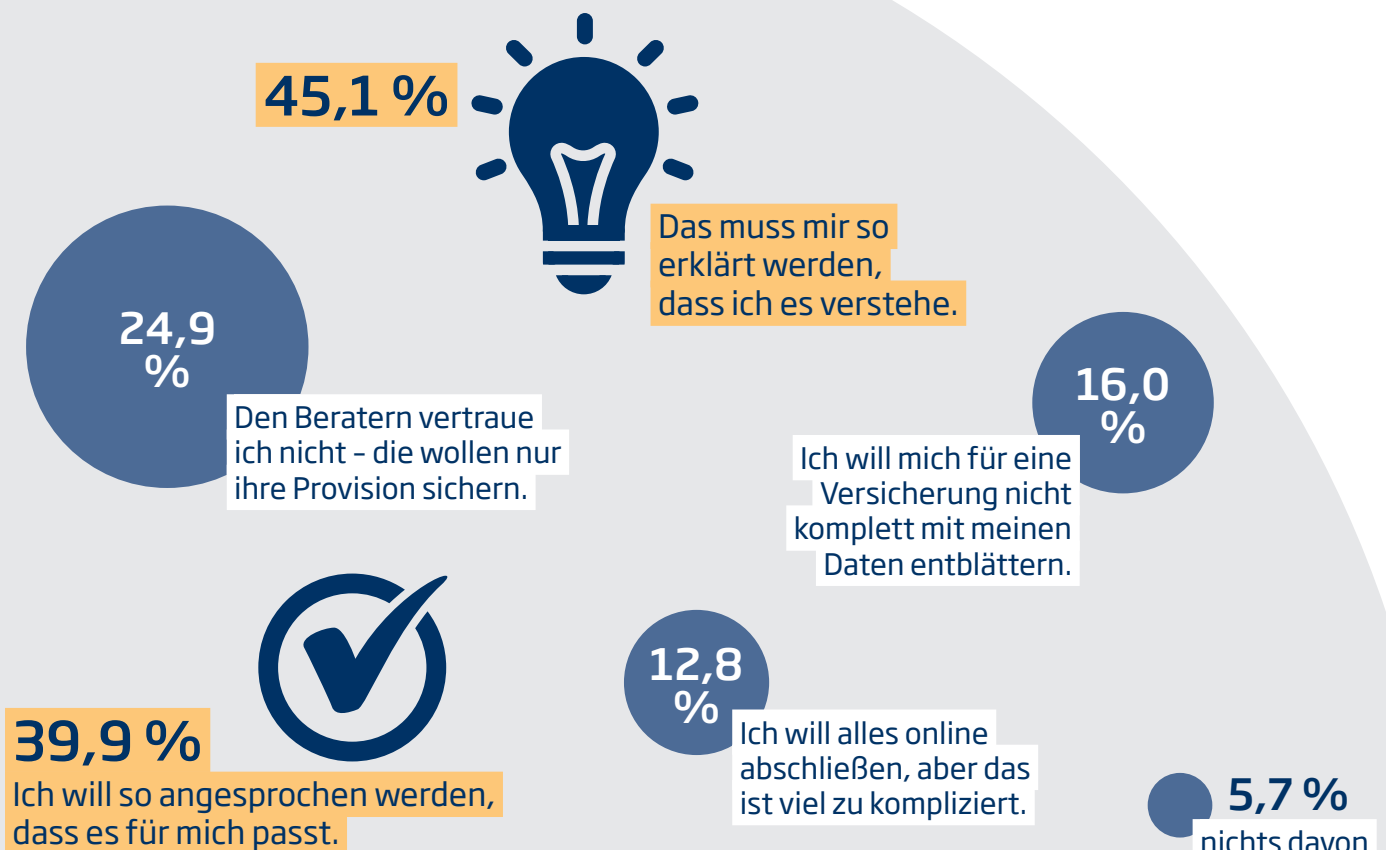 45,1 %
Das muss mir so
erklärt werden,
dass ich es verstehe.
24,9
%
Den Beratern vertraue
ich nicht – die wollen nur
ihre Provision sichern.
16,0
%
Ich will mich für eine
Versicherung nicht
komplett mit meinen
Daten entblättern.
39,9 %
Ich will so angesprochen werden,
dass es für mich passt.
12,8
%
Ich will alles online
abschließen, aber das
ist viel zu kompliziert.
5,7 %
nichts davon